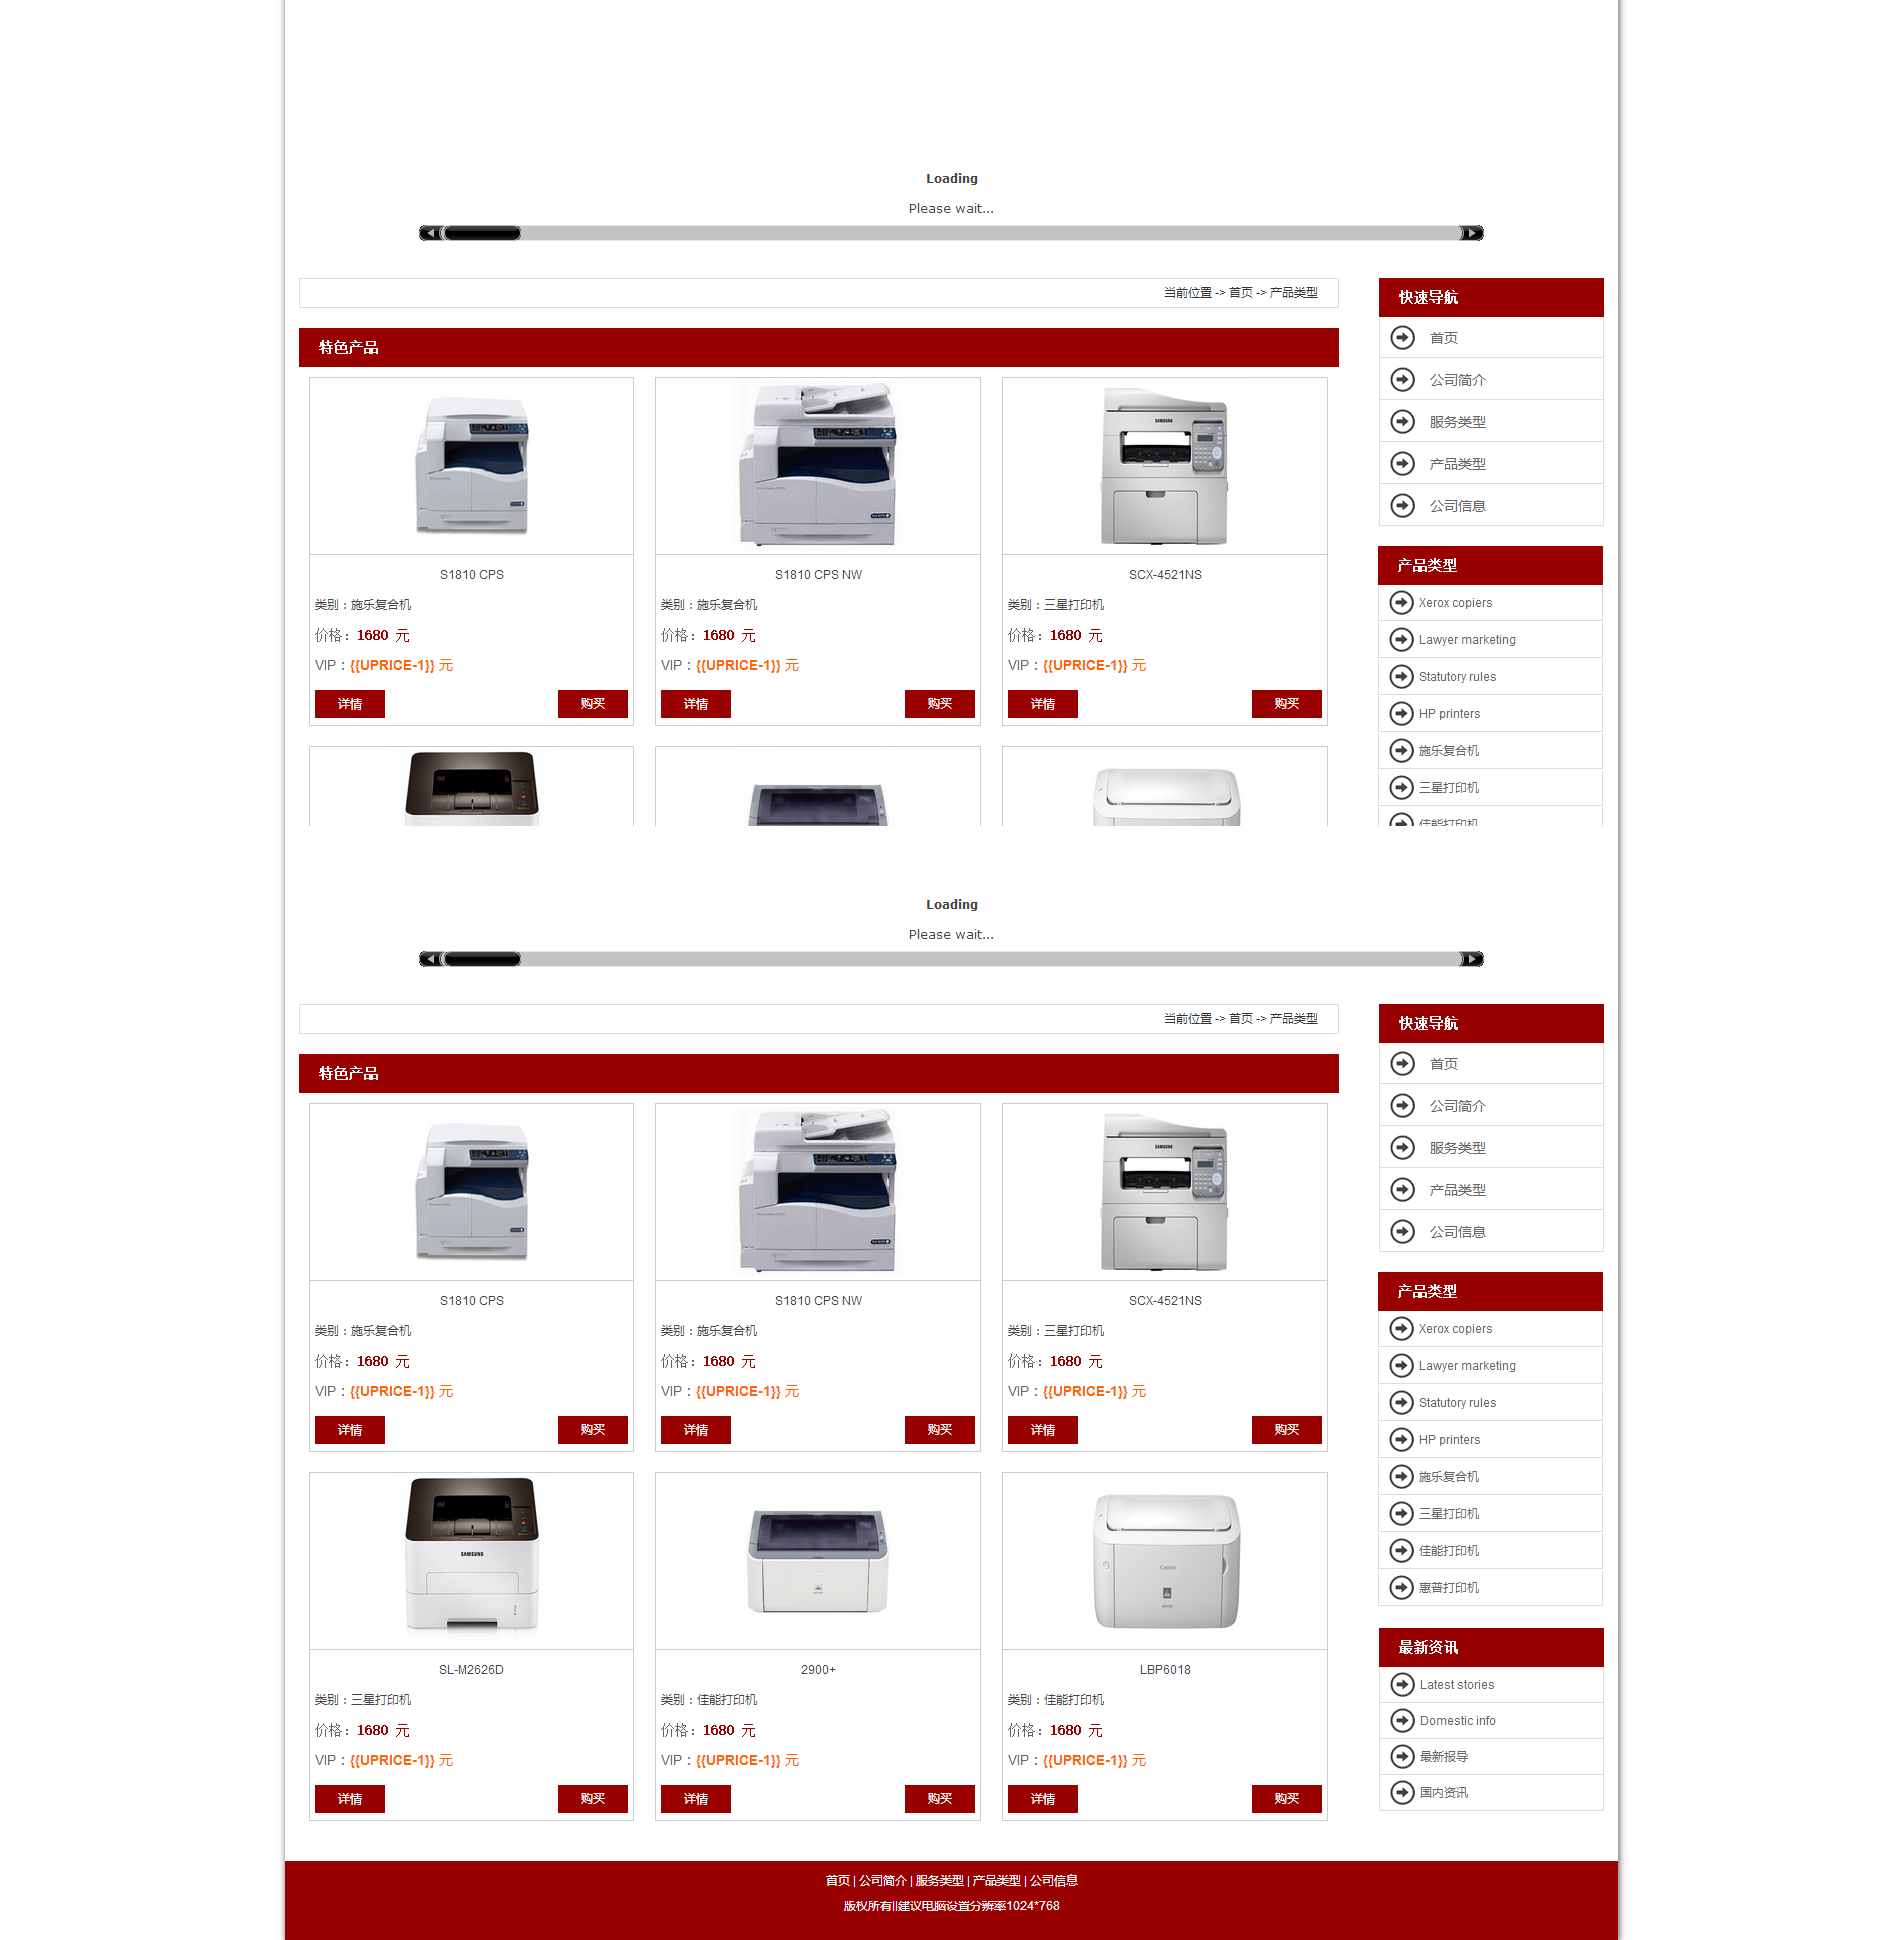 Loading
Please wait...
当前位置 -> 首页 -> 产品类型
特色产品
SAMSUNG
S1810 CPS
类别：施乐复合机
价格：1680 元
VIP：{{UPRICE-1}} 元
详情 购买
S1810 CPS NW
类别：施乐复合机
价格：1680 元
VIP：{{UPRICE-1}} 元
详情 购买
SCX-4521NS
类别：三星打印机
价格：1680 元
VIP：{{UPRICE-1}} 元
详情 购买
快速导航
首页
公司简介
服务类型
产品类型
公司信息
产品类型
Xerox copiers
Lawyer marketing
Statutory rules
HP printers
施乐复合机
三星打印机
佳能打印机
Loading
Please wait...
当前位置 -> 首页 -> 产品类型
特色产品
SAMSUNG
S1810 CPS
类别：施乐复合机
价格：1680 元
VIP：{{UPRICE-1}} 元
详情 购买
S1810 CPS NW
类别：施乐复合机
价格：1680 元
VIP：{{UPRICE-1}} 元
详情 购买
SCX-4521NS
类别：三星打印机
价格：1680 元
VIP：{{UPRICE-1}} 元
详情 购买
SAMSUNG
Canon
SL-M2626D
类别：三星打印机
价格：1680 元
VIP：{{UPRICE-1}} 元
详情 购买
2900+
类别：佳能打印机
价格：1680 元
VIP：{{UPRICE-1}} 元
详情 购买
LBP6018
类别：佳能打印机
价格：1680 元
VIP：{{UPRICE-1}} 元
详情 购买
快速导航
首页
公司简介
服务类型
产品类型
公司信息
产品类型
Xerox copiers
Lawyer marketing
Statutory rules
HP printers
施乐复合机
三星打印机
佳能打印机
惠普打印机
最新资讯
Latest stories
Domestic info
最新报导
国内资讯
首页 | 公司简介 | 服务类型 | 产品类型 | 公司信息
版权所有||建议电脑设置分辨率1024*768